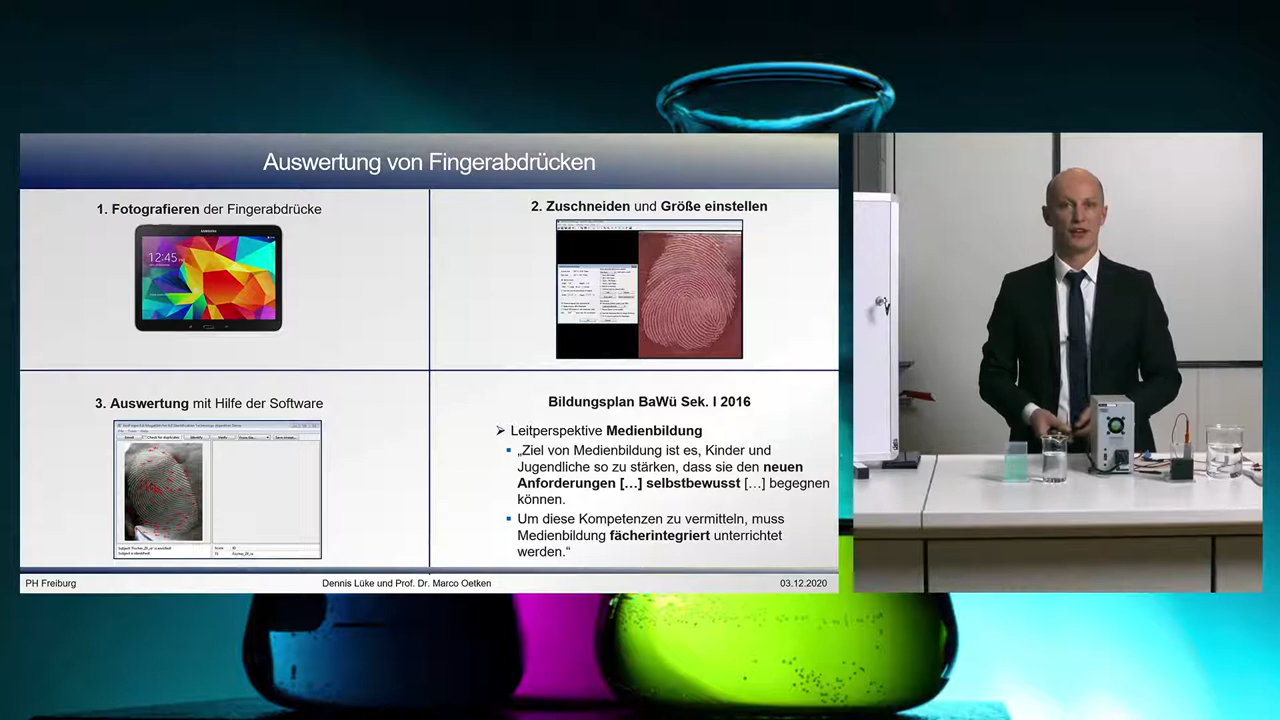 Auswertung von Fingerabdrücken
1. Fotografieren der Fingerabdrücke
SAMSUNG
12:45
2. Zuschneiden und Größe einstellen
3. Auswertung mit Hilfe der Software
Bildungsplan BaWü Sek. I 2016
Leitperspektive Medienbildung
„Ziel von Medienbildung ist es, Kinder und
Jugendliche so zu stärken, dass sie den neuen
Anforderungen […] selbstbewusst […] begegnen
können.
Um diese Kompetenzen zu vermitteln, muss
Medienbildung fächerintegriert unterrichtet
werden.“
PH Freiburg
Dennis Lüke und Prof. Dr. Marco Oetken
03.12.2020